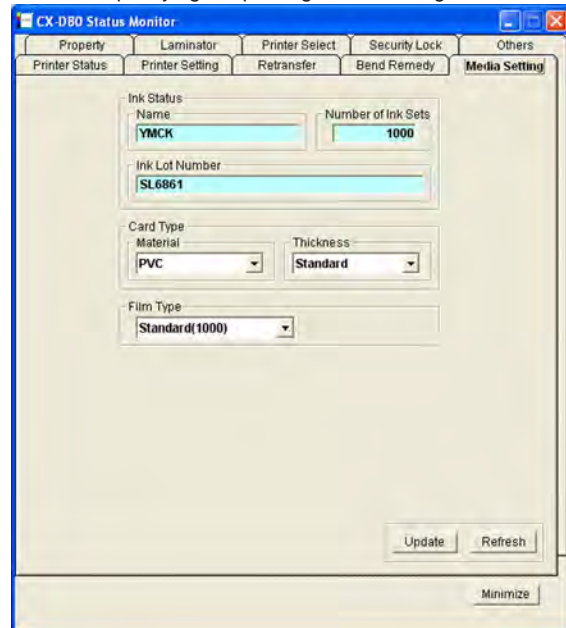 CX-D80 Status Monitor
Property Laminator Printer Select Security Lock Others
Printer Status Printer Setting Retransfer Bend Remedy Media Setting
Ink Status
Name Number of Ink Sets
YMCK 1000
Ink Lot Number
SL6861
Card Type
Material Thickness
PVC Standard
Film Type
Standard(1000)
Update Refresh
Minimize